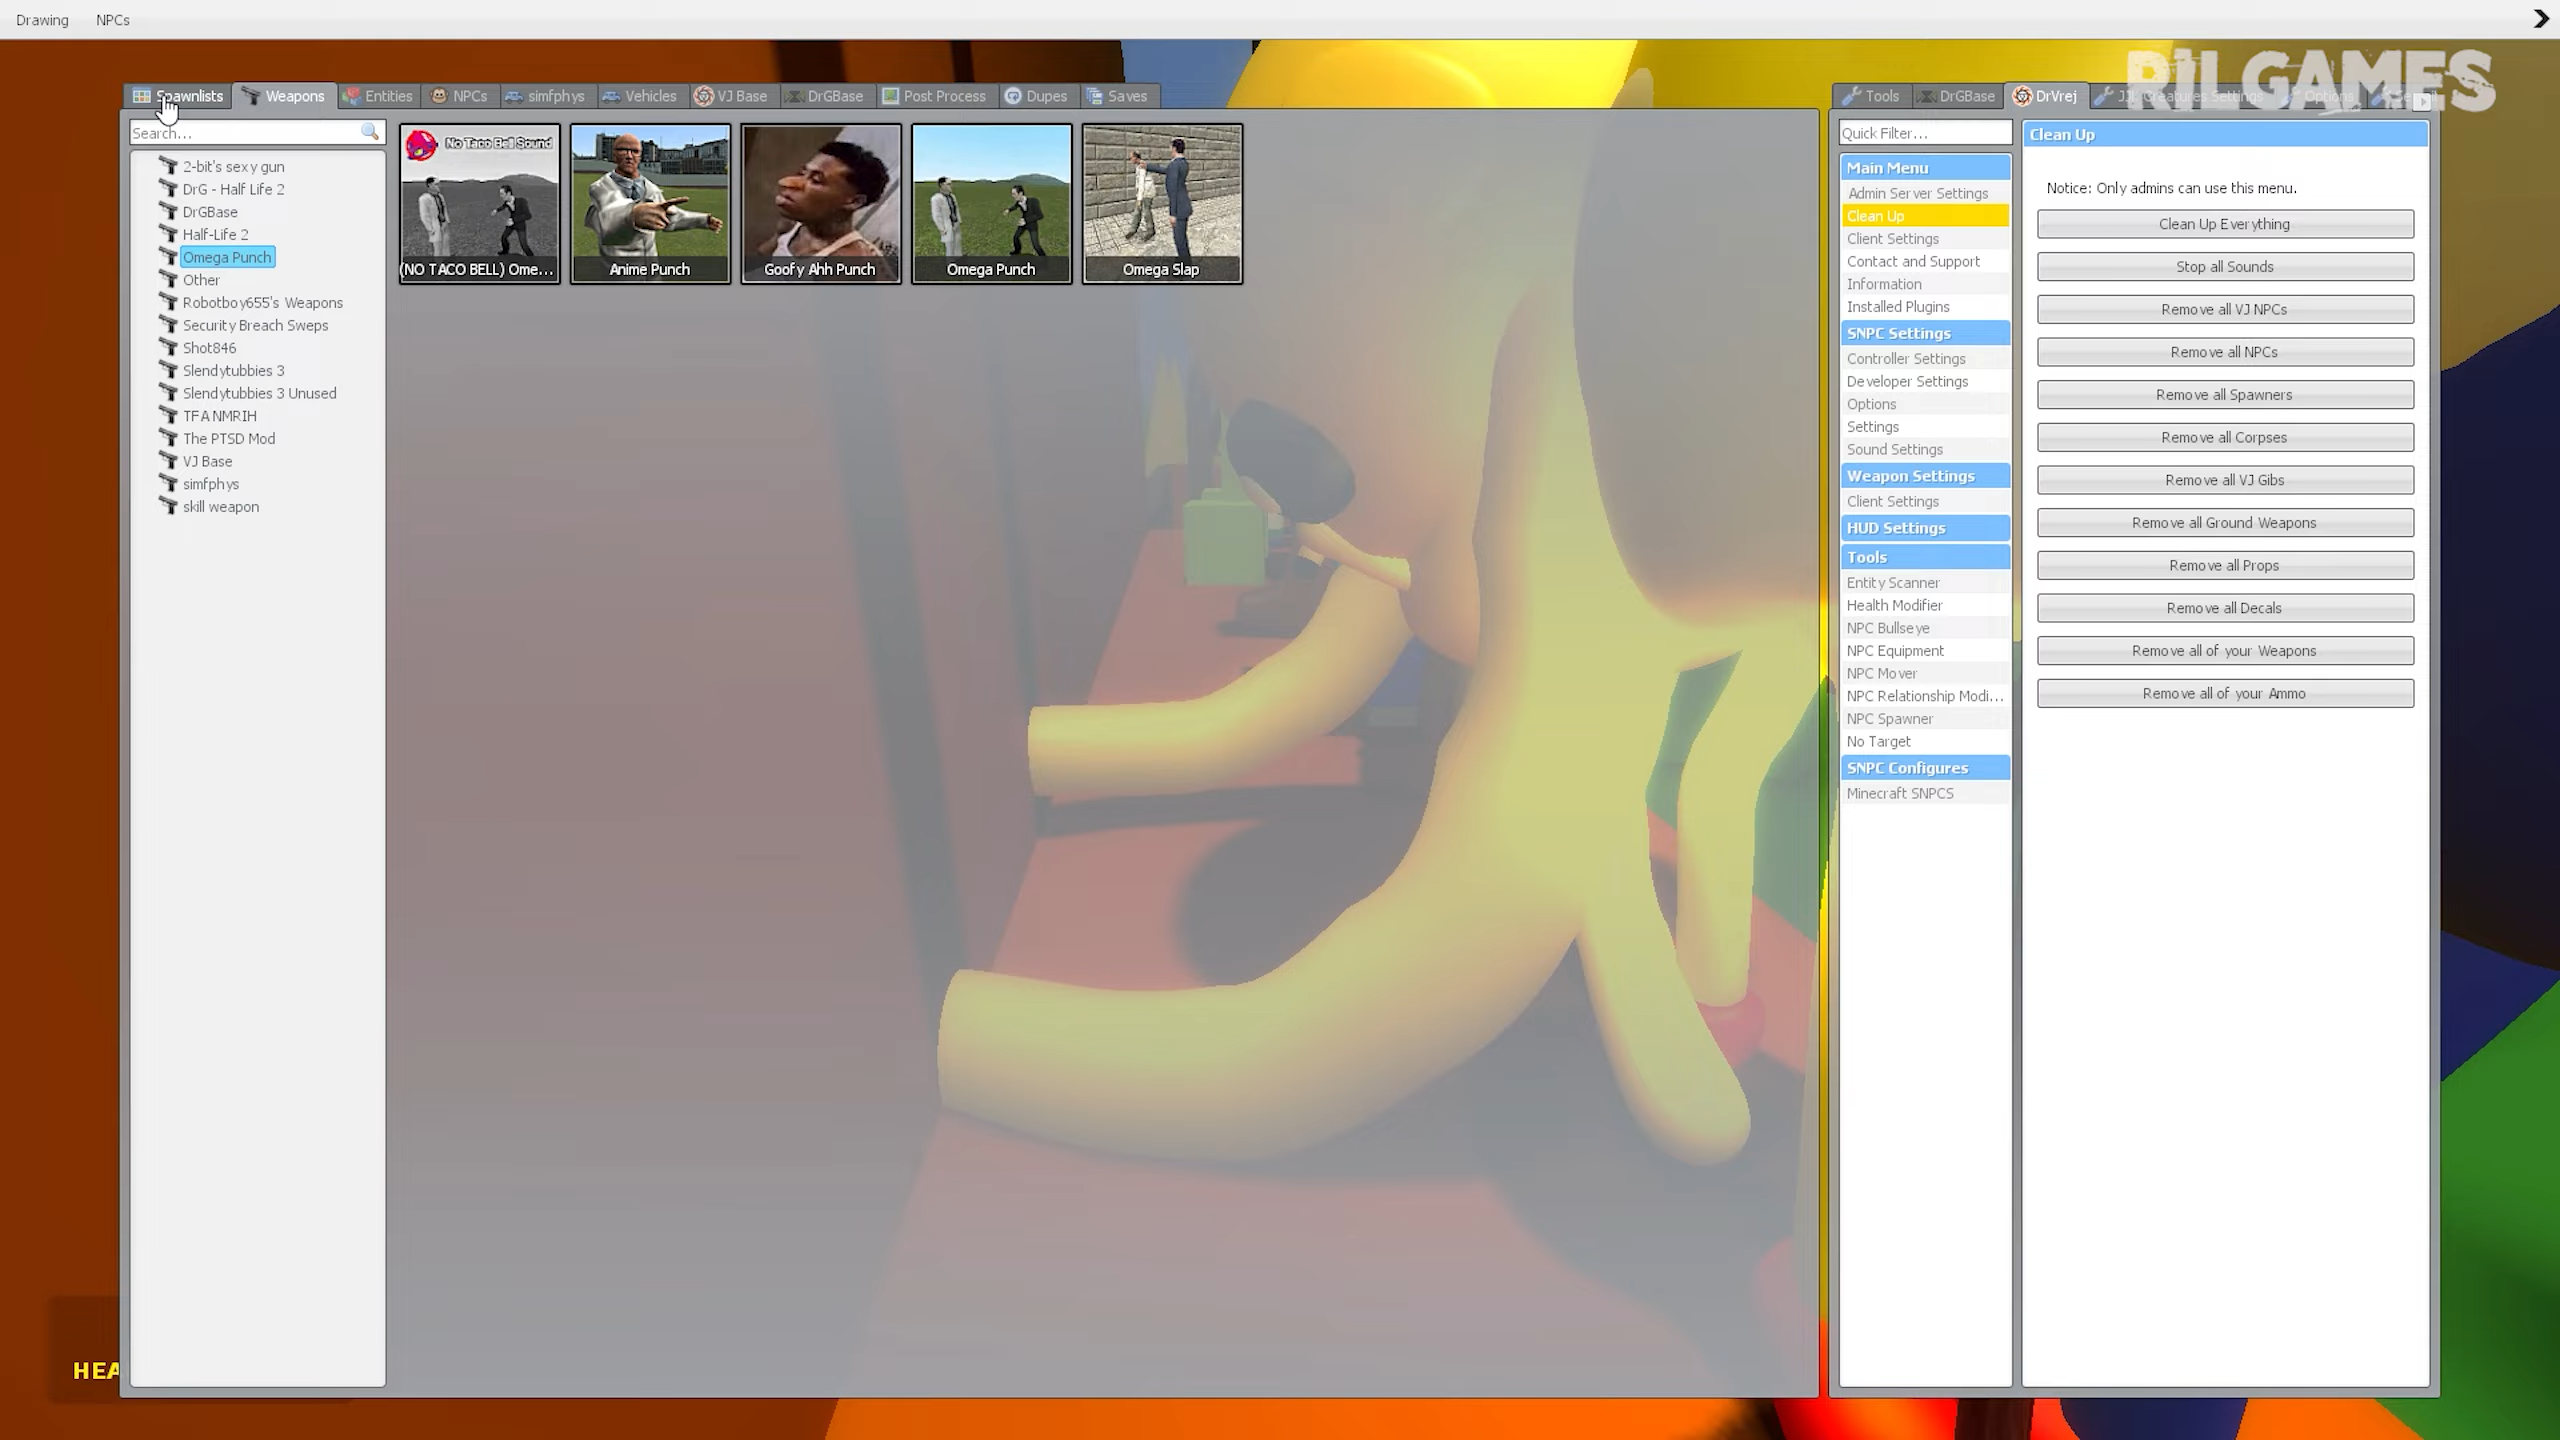 Drawing NPCs
RIL GAMES
Spawnlists Weapons Entities NPCs simfphys Vehicles VJ Base DrGBase Post Process Dupes Saves
Search...
2-bit's sexy gun
DrG - Half Life 2
DrGBase
Half-Life 2
Omega Punch
Other
Robotboy655's Weapons
Security Breach Sweps
Shot846
Slendytubbies 3
Slendytubbies 3 Unused
TFA NMRIH
The PTSD Mod
VJ Base
simfphys
skill weapon
No Taco Bell Sound
(NO TACO BELL) Ome...
Anime Punch
Goofy Ahh Punch
Omega Punch
Omega Slap
Tools DrGBase DrVrej Creatures Settings Options
Quick Filter...
Main Menu
Admin Server Settings
Clean Up
Client Settings
Contact and Support
Information
Installed Plugins
SNPC Settings
Controller Settings
Developer Settings
Options
Settings
Sound Settings
Weapon Settings
Client Settings
HUD Settings
Tools
Entity Scanner
Health Modifier
NPC Bullseye
NPC Equipment
NPC Mover
NPC Relationship Modi...
NPC Spawner
No Target
SNPC Configures
Minecraft SNPCS
Clean Up
Notice: Only admins can use this menu.
Clean Up Everything
Stop all Sounds
Remove all VJ NPCs
Remove all NPCs
Remove all Spawners
Remove all Corpses
Remove all VJ Gibs
Remove all Ground Weapons
Remove all Props
Remove all Decals
Remove all of your Weapons
Remove all of your Ammo
HEA